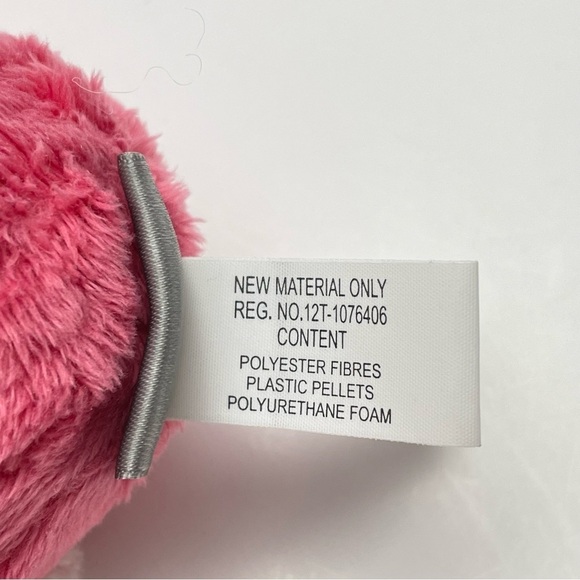 NEW MATERIAL ONLY
REG. NO.12T-1076406
CONTENT
POLYESTER FIBRES
PLASTIC PELLETS
POLYURETHANE FOAM